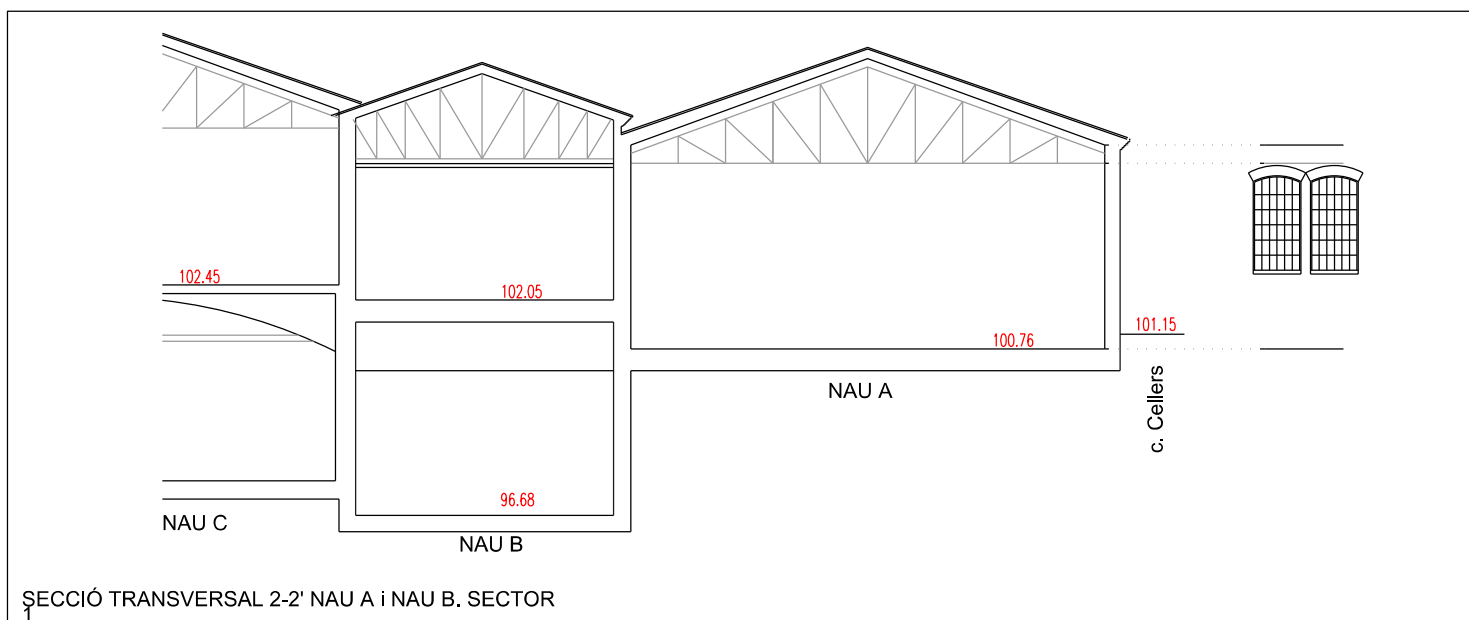 102.45
102.05
101.15
100.76
NAU A
c. Cellers
96.68
NAU C
NAU B
SECCIÓ TRANSVERSAL 2-2' NAU A i NAU B. SECTOR
1